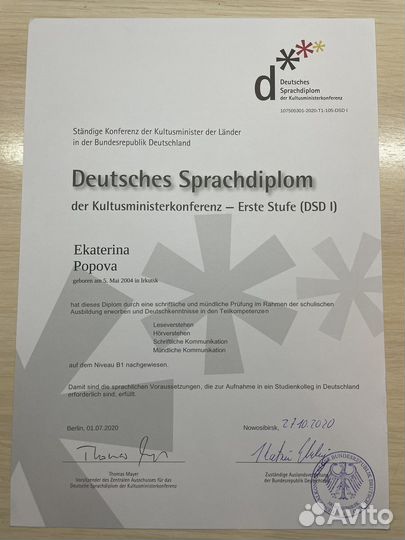 d
Deutsches
Sprachdiplom
der Kultusministerkonferenz
107505301-2020-T1-105-DSD I
Ständige Konferenz der Kultusminister der Länder
in der Bundesrepublik Deutschland
Deutsches Sprachdiplom
der Kultusministerkonferenz – Erste Stufe (DSD I)
Ekaterina
Popova
geboren am 5. Mai 2004 in Irkutsk
hat dieses Diplom durch eine schriftliche und mündliche Prüfung im Rahmen der schulischen
Ausbildung erworben und Deutschkenntnisse in den Teilkompetenzen
Leseverstehen
Hörverstehen
Schriftliche Kommunikation
Mündliche Kommunikation
auf dem Niveau B1 nachgewiesen.
Damit sind die sprachlichen Voraussetzungen, die zur Aufnahme in ein Studienkolleg in Deutschland
erforderlich sind, erfüllt.
Berlin, 01.07.2020
Nowosibirsk, 27.10.2020
Thomas Mayer
Vorsitzender des Zentralen Ausschusses für das
Deutsche Sprachdiplom der Kultusministerkonferenz
Zuständige Auslandsvertretung
der Bundesrepublik Deutschland
Avito